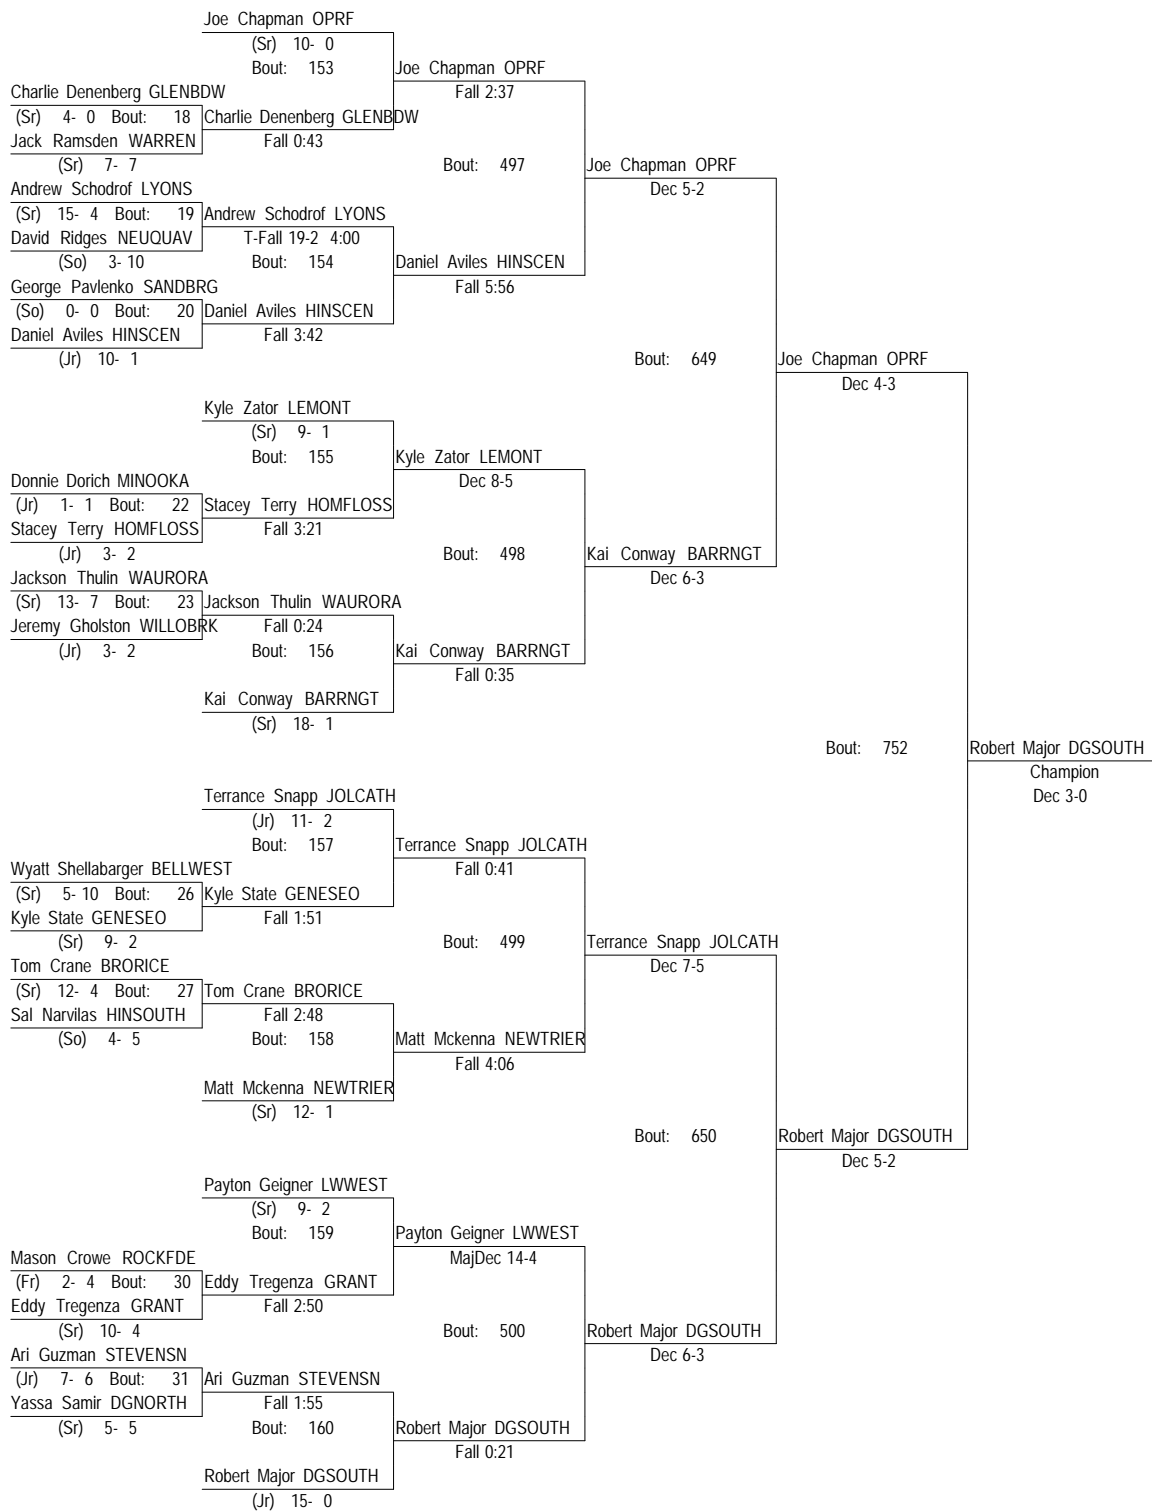 Joe Chapman OPRF
(Sr) 10- 0
Bout: 153
Joe Chapman OPRF
Fall 2:37
Charlie Denenberg GLENBDW
(Sr) 4- 0 Bout: 18
Charlie Denenberg GLENBDW
Jack Ramsden WARREN
Fall 0:43
(Sr) 7- 7
Bout: 497
Joe Chapman OPRF
Dec 5-2
Andrew Schodrof LYONS
(Sr) 15- 4 Bout: 19
Andrew Schodrof LYONS
David Ridges NEUQUAV
T-Fall 19-2 4:00
(So) 3- 10
Bout: 154
Daniel Aviles HINSCEN
Fall 5:56
George Pavlenko SANDBRG
(So) 0- 0 Bout: 20
Daniel Aviles HINSCEN
Daniel Aviles HINSCEN
Fall 3:42
(Jr) 10- 1
Bout: 649
Joe Chapman OPRF
Dec 4-3
Kyle Zator LEMONT
(Sr) 9- 1
Bout: 155
Kyle Zator LEMONT
Dec 8-5
Donnie Dorich MINOOKA
(Jr) 1- 1 Bout: 22
Stacey Terry HOMFLOSS
Stacey Terry HOMFLOSS
Fall 3:21
(Jr) 3- 2
Bout: 498
Kai Conway BARRNGT
Dec 6-3
Jackson Thulin WAURORA
(Sr) 13- 7 Bout: 23
Jackson Thulin WAURORA
Jeremy Gholston WILLOBRK
Fall 0:24
(Jr) 3- 2
Bout: 156
Kai Conway BARRNGT
Fall 0:35
Kai Conway BARRNGT
(Sr) 18- 1
Bout: 752
Robert Major DGSOUTH
Champion
Dec 3-0
Terrance Snapp JOLCATH
(Jr) 11- 2
Bout: 157
Terrance Snapp JOLCATH
Fall 0:41
Wyatt Shellabarger BELLWEST
(Sr) 5- 10 Bout: 26
Kyle State GENESEO
Kyle State GENESEO
Fall 1:51
(Sr) 9- 2
Bout: 499
Terrance Snapp JOLCATH
Dec 7-5
Tom Crane BRORICE
(Sr) 12- 4 Bout: 27
Tom Crane BRORICE
Sal Narvilas HINSOUTH
Fall 2:48
(So) 4- 5
Bout: 158
Matt Mckenna NEWTRIER
Fall 4:06
Matt Mckenna NEWTRIER
(Sr) 12- 1
Bout: 650
Robert Major DGSOUTH
Dec 5-2
Payton Geigner LWWEST
(Sr) 9- 2
Bout: 159
Payton Geigner LWWEST
MajDec 14-4
Mason Crowe ROCKFDE
(Fr) 2- 4 Bout: 30
Eddy Tregenza GRANT
Eddy Tregenza GRANT
Fall 2:50
(Sr) 10- 4
Bout: 500
Robert Major DGSOUTH
Dec 6-3
Ari Guzman STEVENSN
(Jr) 7- 6 Bout: 31
Ari Guzman STEVENSN
Yassa Samir DGNORTH
Fall 1:55
(Sr) 5- 5
Bout: 160
Robert Major DGSOUTH
Fall 0:21
Robert Major DGSOUTH
(Jr) 15- 0